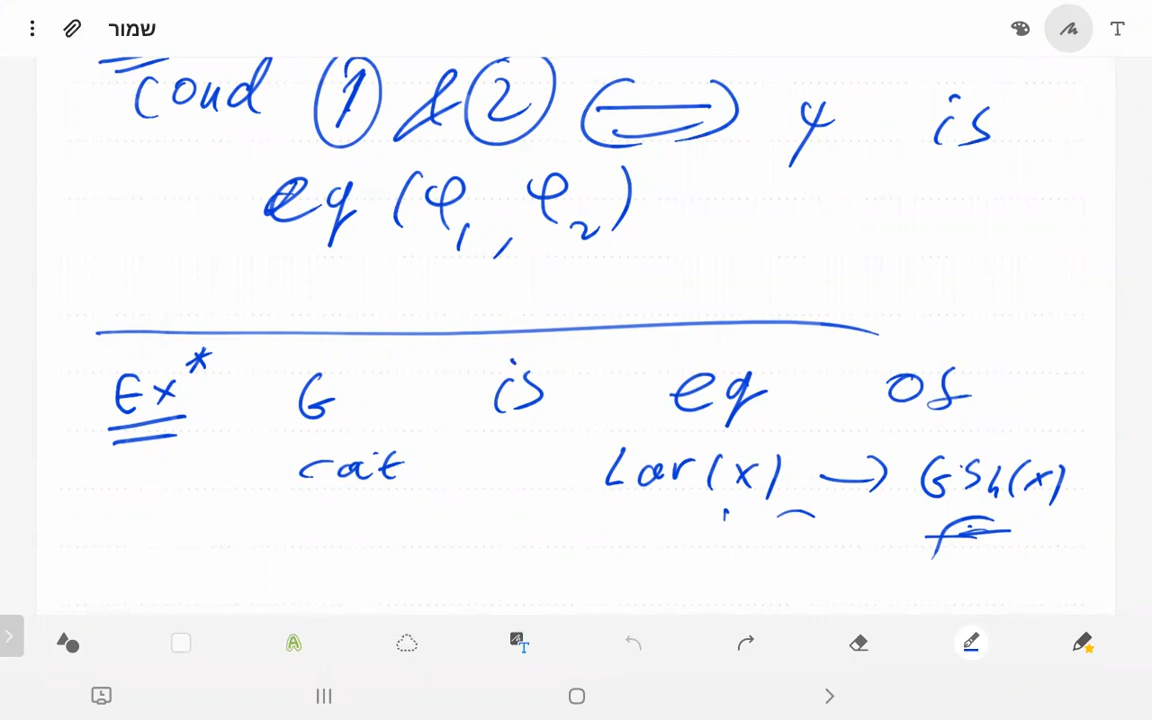 שמור
cond ① & ② ⟺ φ is
eq (φ₁, φ₂)
Ex* G is eq of
cat Lar(X) → GSh(X)